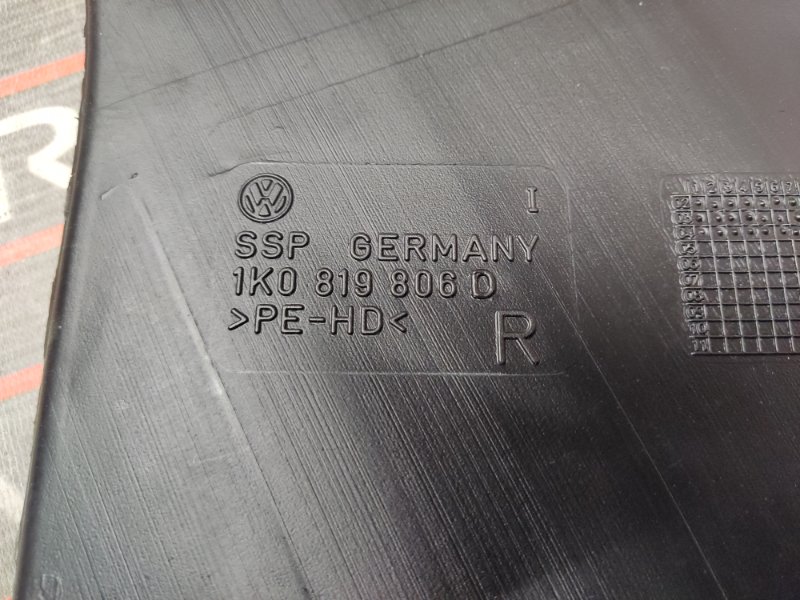 I
SSP GERMANY
1K0 819 806 D
>PE-HD<
R